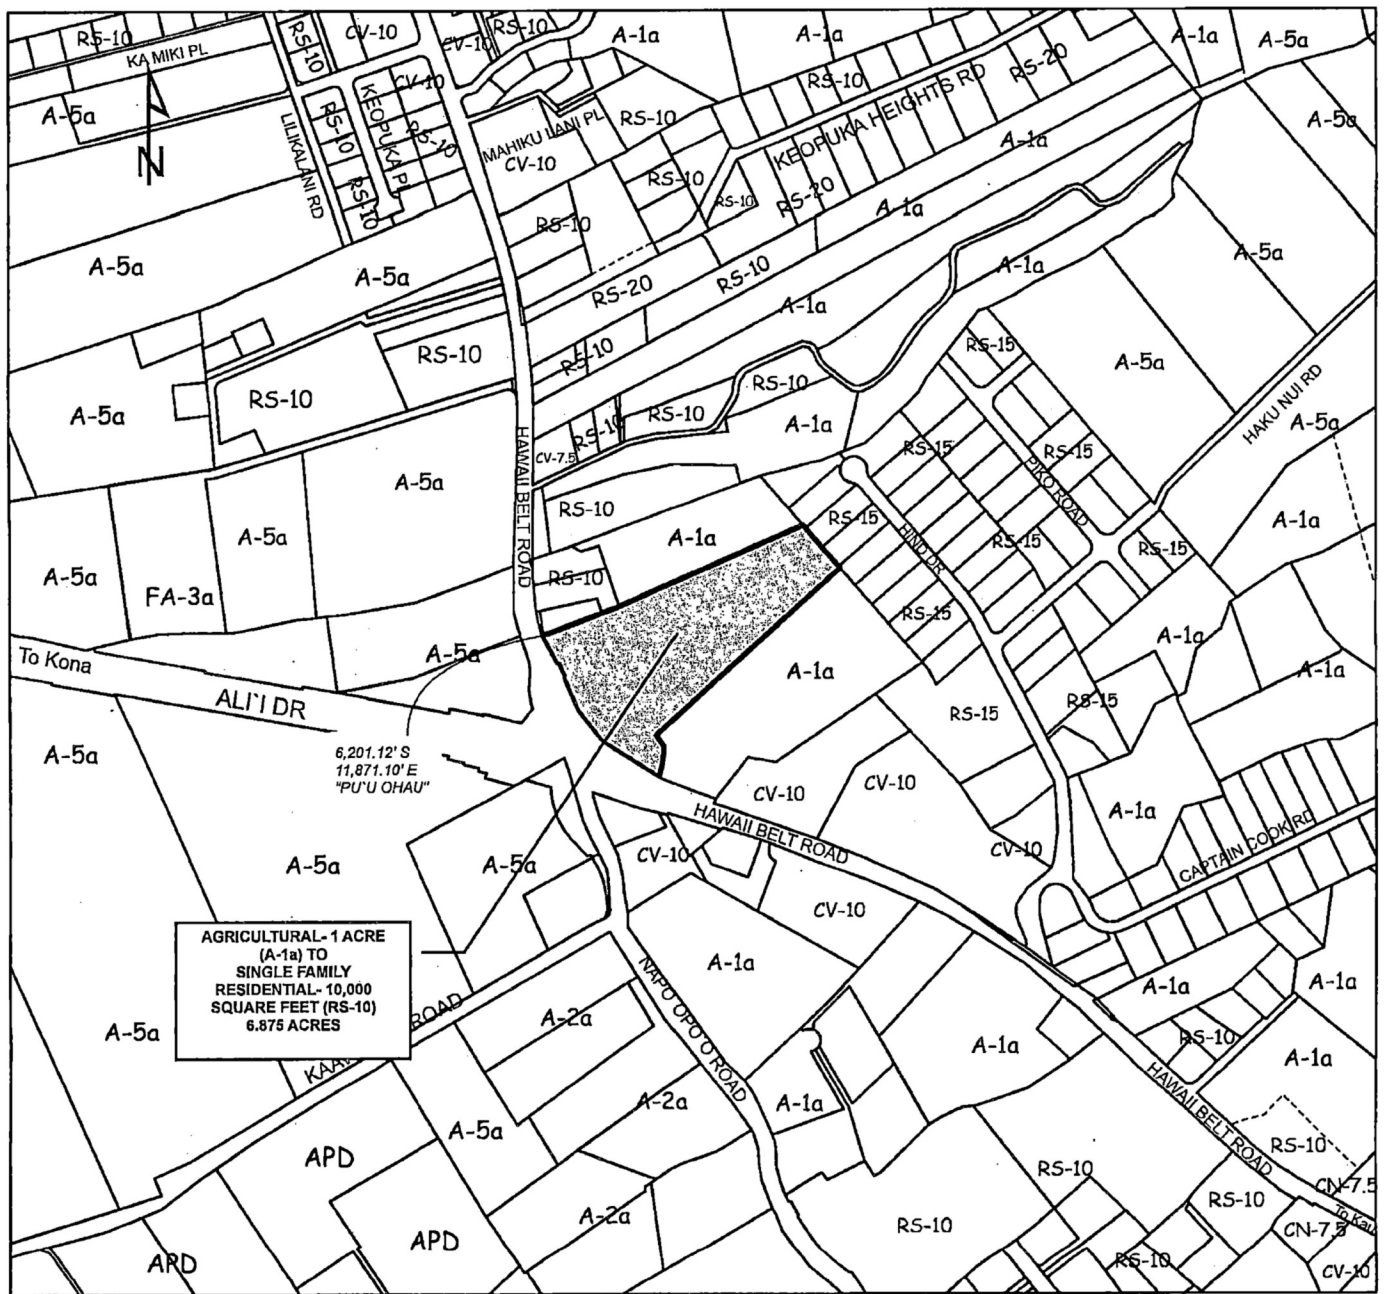 RS-10
KA MIKI PL
RS-10
CV-10
CV-10
RS-10
A-1a
A-1a
A-1a
A-5a
A-5a
N
LILIKALANI RD
RS-10
RS-10
KEOPUKA PL
CV-10
RS-10
MAHIKU LANI PL
CV-10
RS-10
RS-10
RS-10
RS-20
KEOPUKA HEIGHTS RD
A-1a
A-5a
RS-10
RS-20
A-1a
RS-10
A-5a
A-5a
RS-20
RS-10
A-1a
A-1a
A-5a
RS-10
RS-10
RS-10
RS-10
RS-10
RS-15
A-5a
HAKU NUI RD
A-5a
A-5a
HAWAII BELT ROAD
CV-7.5
RS-10
A-1a
RS-15
RS-15
PIKO ROAD
A-5a
RS-10
A-1a
RS-15
HIND DR
RS-15
RS-15
A-1a
A-5a
A-5a
FA-3a
RS-10
RS-15
To Kona
A-5a
A-1a
A-1a
A-1a
ALI'I DR
RS-15
RS-15
A-5a
6,201.12' S
11,871.10' E
"PU'U OHAU"
CV-10
CV-10
A-1a
HAWAII BELT ROAD
A-5a
A-5a
CV-10
CV-10
CAPTAIN COOK RD
CV-10
AGRICULTURAL- 1 ACRE
(A-1a) TO
SINGLE FAMILY
RESIDENTIAL- 10,000
SQUARE FEET (RS-10)
6.875 ACRES
A-1a
NAPO'OPO'O ROAD
A-1a
A-1a
A-5a
ROAD
A-2a
RS-10
A-1a
A-1a
KAAW
A-2a
A-1a
HAWAII BELT ROAD
A-5a
RS-10
APD
RS-10
RS-10
CN-7.5
To Kau
A-2a
RS-10
CN-7.5
APD
APD
RS-10
CV-10